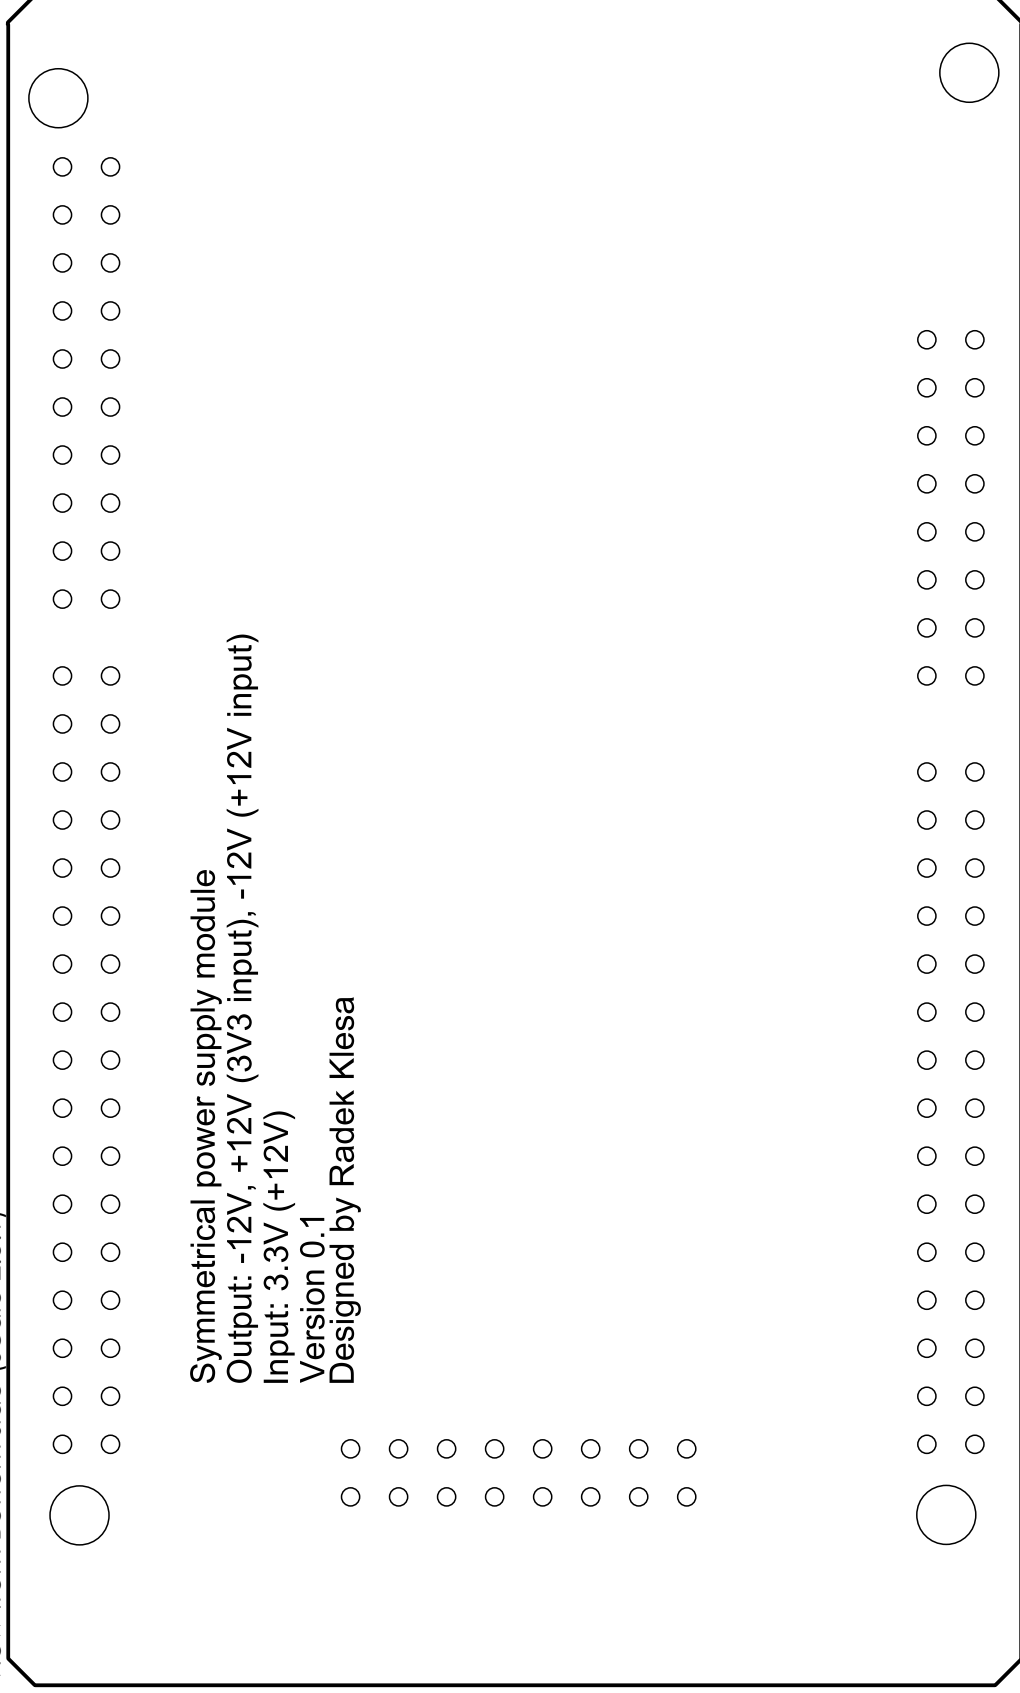 Symmetrical power supply module
Output: -12V, +12V (3V3 input), -12V (+12V input)
Input: 3.3V (+12V)
Version 0.1
Designed by Radek Klesa